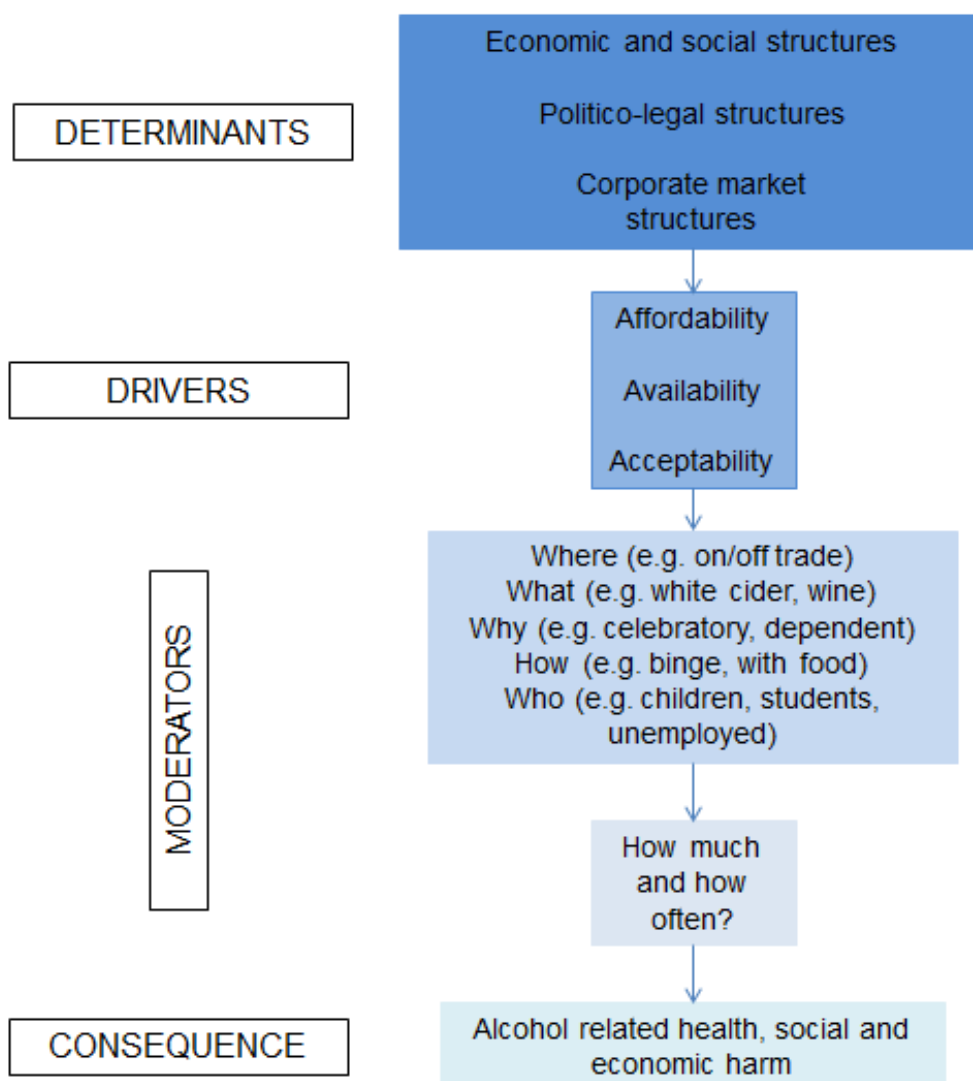 Economic and social structures
DETERMINANTS
Politico-legal structures
Corporate market
structures
Affordability
DRIVERS
Availability
Acceptability
MODERATORS
Where (e.g. on/off trade)
What (e.g. white cider, wine)
Why (e.g. celebratory, dependent)
How (e.g. binge, with food)
Who (e.g. children, students,
unemployed)
How much
and how
often?
CONSEQUENCE
Alcohol related health, social and
economic harm